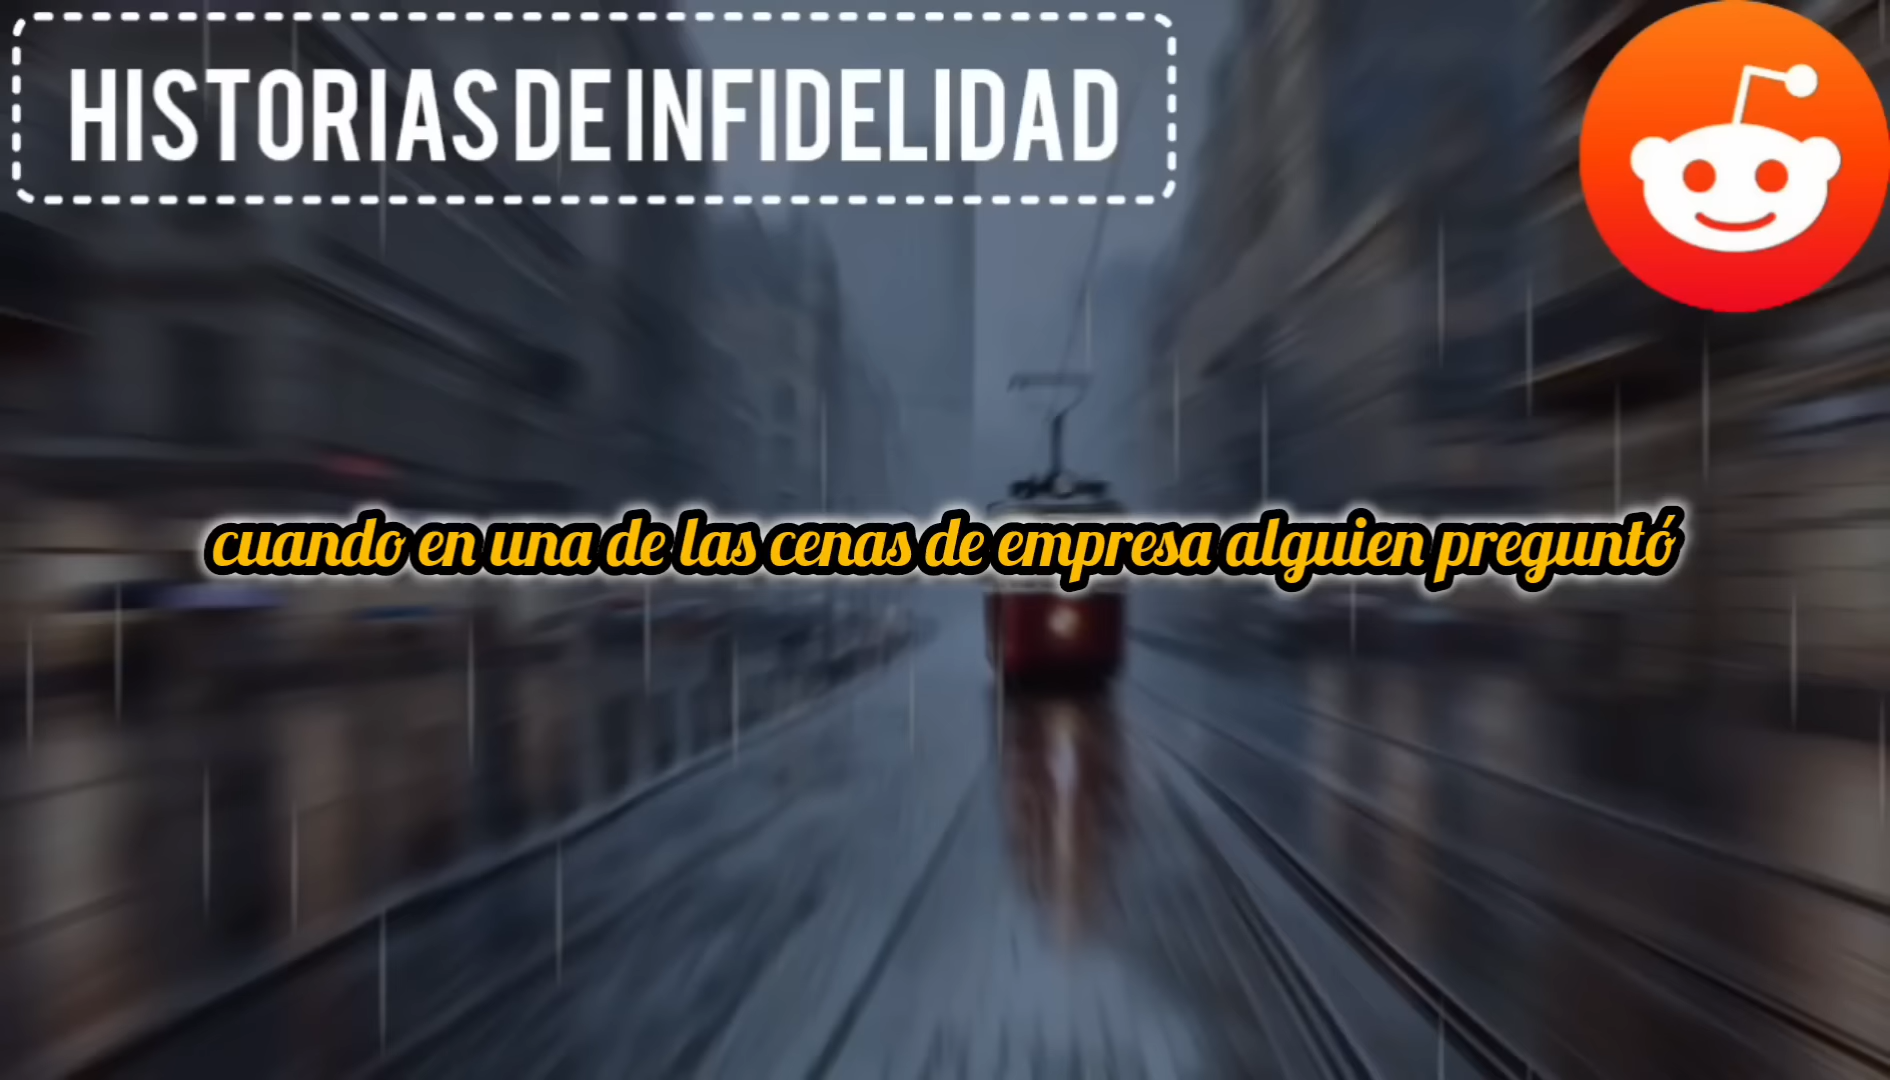 HISTORIAS DE INFIDELIDAD
cuando en una de las cenas de empresa alguien preguntó